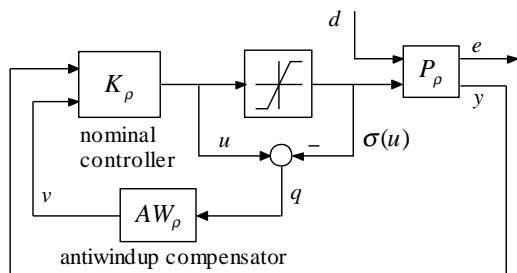 d
e
K_ρ
P_ρ
y
nominal
controller
u
−
σ(u)
q
v
AW_ρ
antiwindup compensator